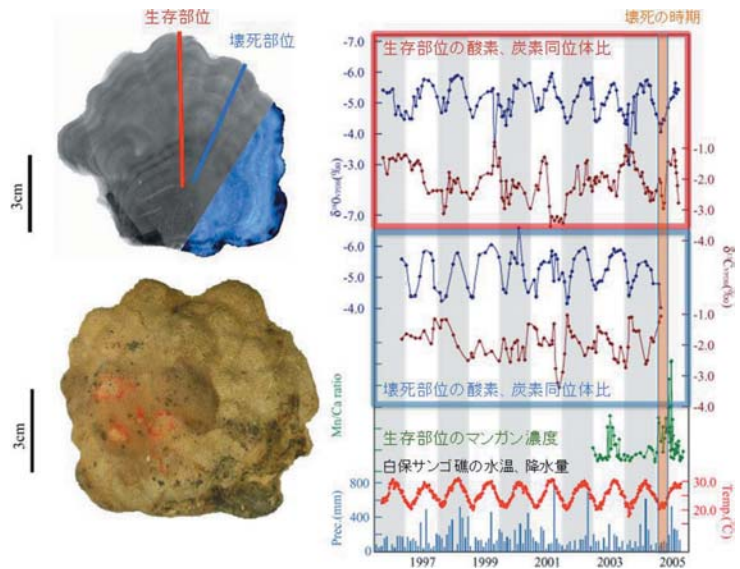 生存部位
壊死部位
3cm
3cm
壊死の時期
生存部位の酸素、炭素同位体比
-7.0
-6.0
-5.0
-4.0
-3.0
-7.0
-6.0
-5.0
-4.0
δ¹⁸O
(‰)
-1.0
-2.0
-3.0
-4.0
-1.0
-2.0
-3.0
-4.0
δ¹³C
(‰)
壊死部位の酸素、炭素同位体比
Mn/Ca ratio
生存部位のマンガン濃度
白保サンゴ礁の水温、降水量
800
400
0
Prec.(mm)
30.0
20.0
Temp.(℃)
1997
1999
2001
2003
2005